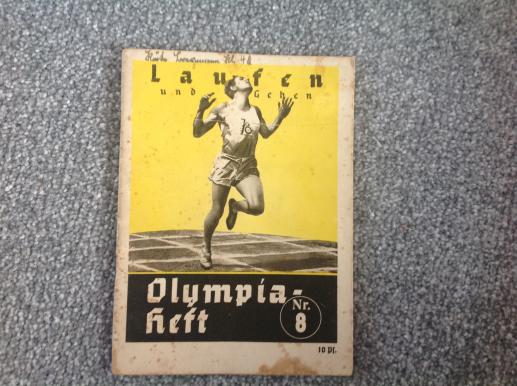 Laufen
und Gehen
Olympia-
Heft
Nr.
8
10 Pf.